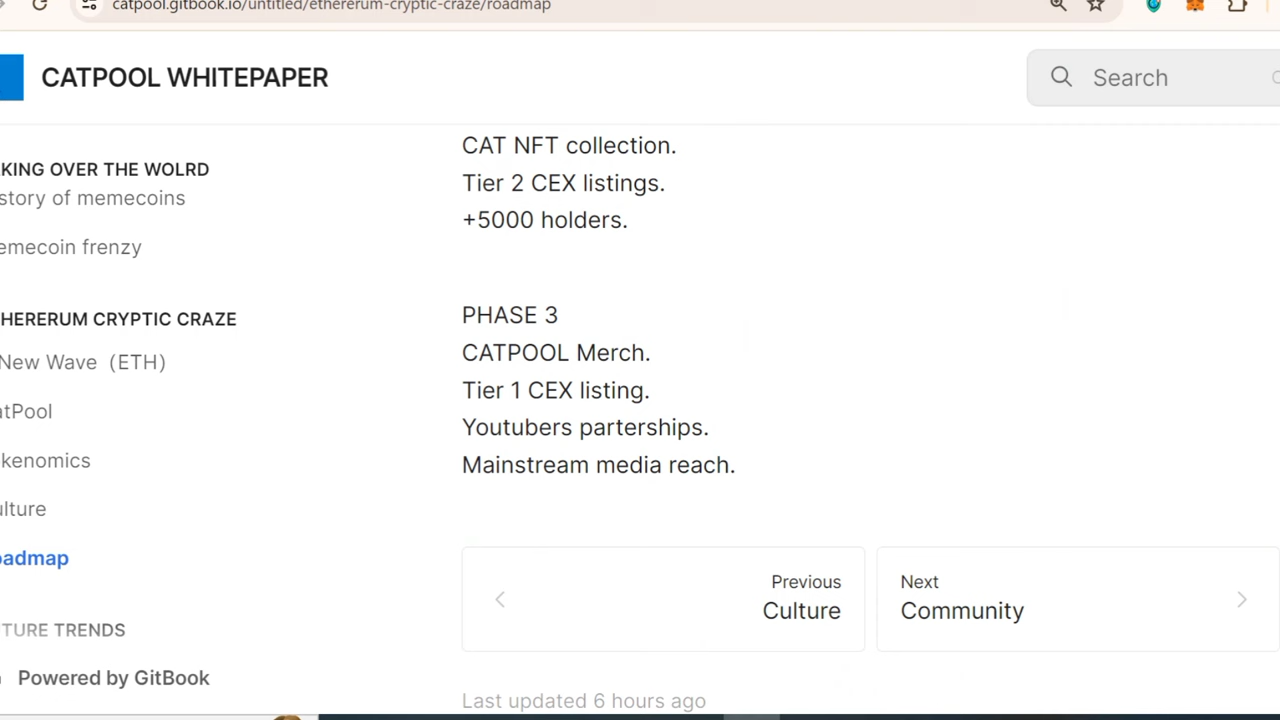 catpool.gitbook.io/untitled/ethererum-cryptic-craze/roadmap
CATPOOL WHITEPAPER
Search
KING OVER THE WOLRD
story of memecoins
emecoin frenzy
HERERUM CRYPTIC CRAZE
New Wave（ETH）
atPool
kenomics
ulture
oadmap
TURE TRENDS
Powered by GitBook
CAT NFT collection.
Tier 2 CEX listings.
+5000 holders.
PHASE 3
CATPOOL Merch.
Tier 1 CEX listing.
Youtubers parterships.
Mainstream media reach.
Previous
Culture
Next
Community
Last updated 6 hours ago